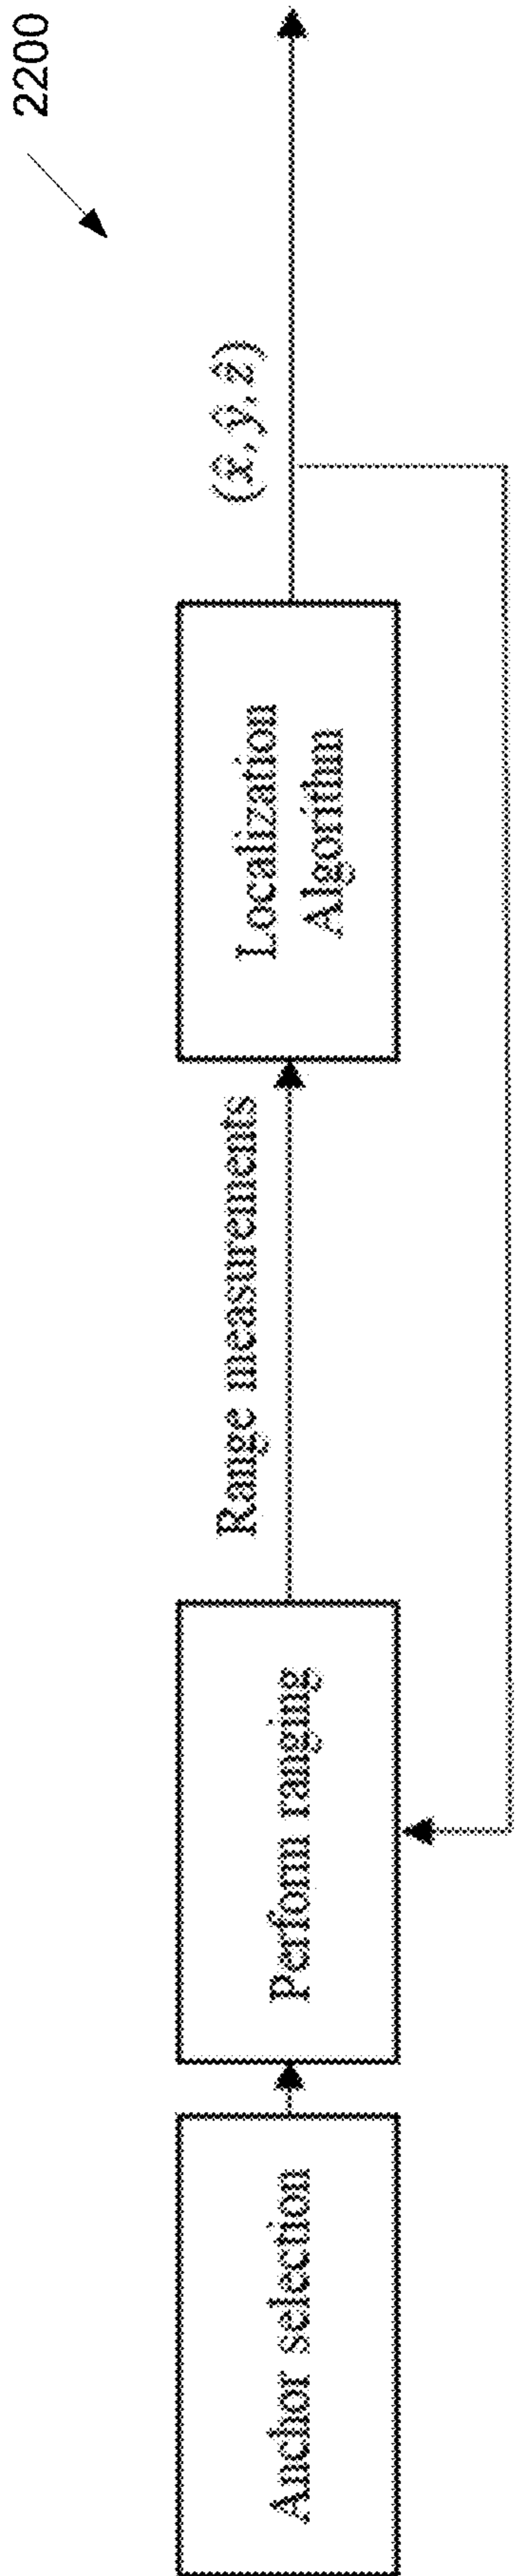 2200
Anchor selection
Perform ranging
Range measurements
Localization
Algorithm
(x̂, ŷ, ẑ)